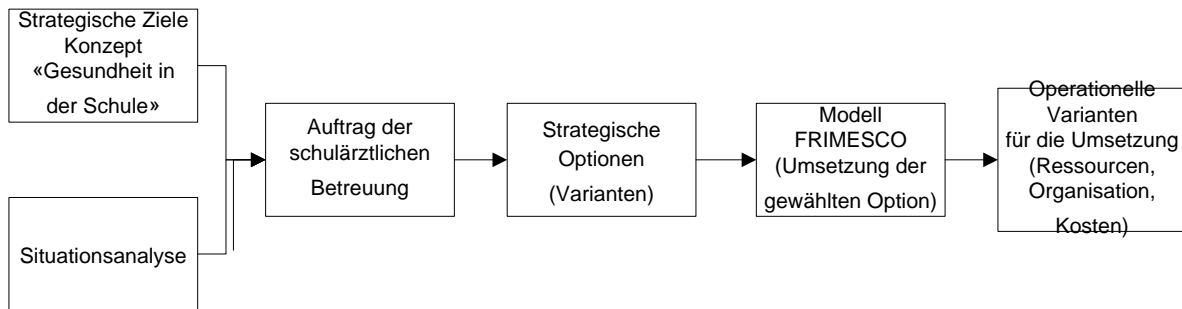 Strategische Ziele
Konzept
«Gesundheit in
der Schule»
Situationsanalyse
Auftrag der
schulärztlichen
Betreuung
Strategische
Optionen
(Varianten)
Modell
FRIMESCO
(Umsetzung der
gewählten Option)
Operationelle
Varianten
für die Umsetzung
(Ressourcen,
Organisation,
Kosten)